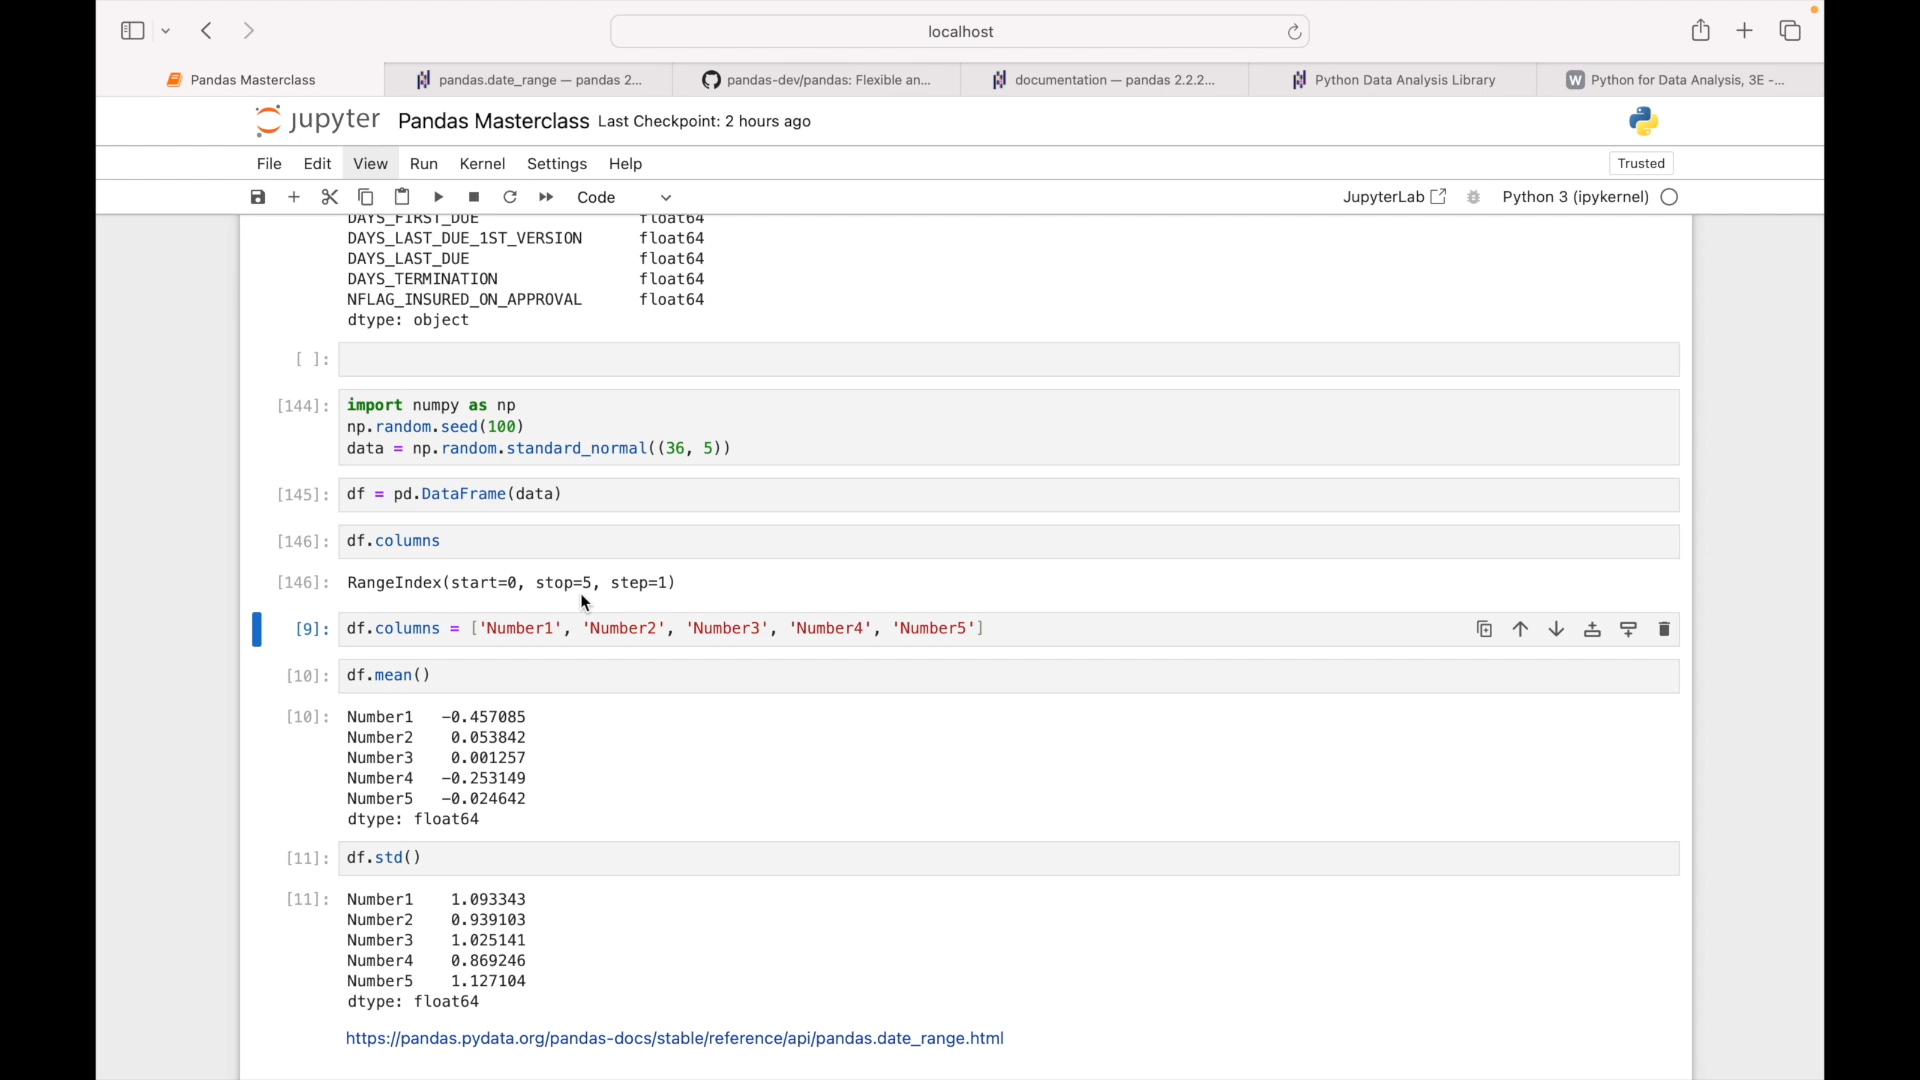 localhost
Pandas Masterclass
pandas.date_range — pandas 2...
pandas-dev/pandas: Flexible an...
documentation — pandas 2.2.2...
Python Data Analysis Library
W Python for Data Analysis, 3E -...
jupyter Pandas Masterclass Last Checkpoint: 2 hours ago
File Edit View Run Kernel Settings Help
Trusted
Code
JupyterLab
Python 3 (ipykernel)
DAYS_FIRST_DUE float64
DAYS_LAST_DUE_1ST_VERSION float64
DAYS_LAST_DUE float64
DAYS_TERMINATION float64
NFLAG_INSURED_ON_APPROVAL float64
dtype: object
[ ]:
[144]: import numpy as np
np.random.seed(100)
data = np.random.standard_normal((36, 5))
[145]: df = pd.DataFrame(data)
[146]: df.columns
[146]: RangeIndex(start=0, stop=5, step=1)
[9]: df.columns = ['Number1', 'Number2', 'Number3', 'Number4', 'Number5']
[10]: df.mean()
[10]: Number1 -0.457085
Number2 0.053842
Number3 0.001257
Number4 -0.253149
Number5 -0.024642
dtype: float64
[11]: df.std()
[11]: Number1 1.093343
Number2 0.939103
Number3 1.025141
Number4 0.869246
Number5 1.127104
dtype: float64
https://pandas.pydata.org/pandas-docs/stable/reference/api/pandas.date_range.html